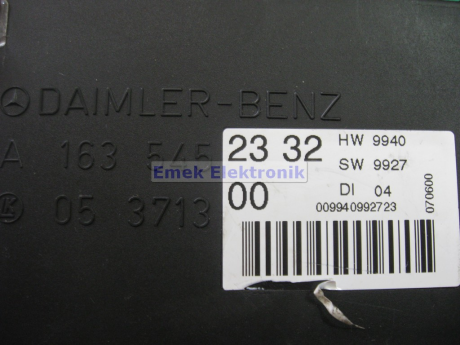 DAIMLER-BENZ
A 163 545 23 32
05 3713 00
HW 9940
SW 9927
DI 04
009940992723
070600
Emek Elektronik